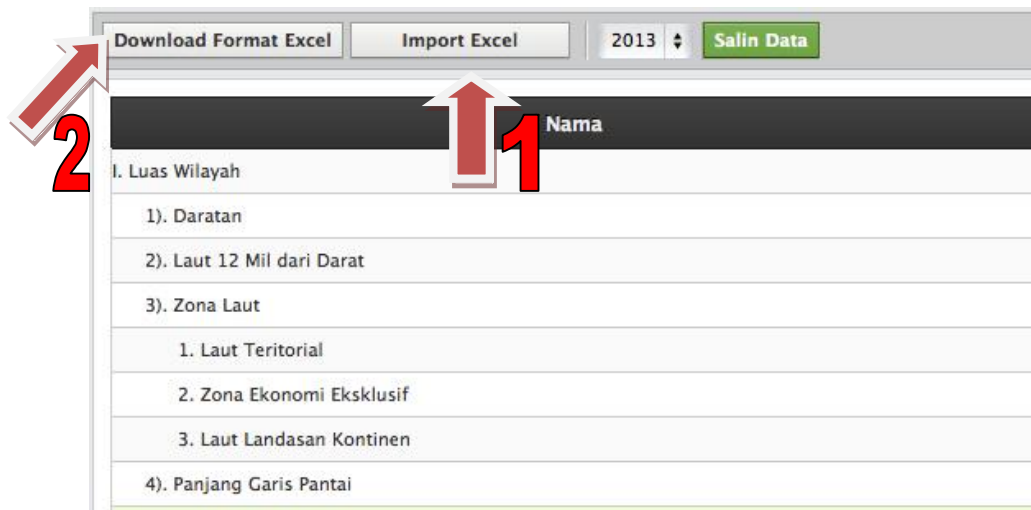 Download Format Excel Import Excel 2013 Salin Data
2
1
Nama
I. Luas Wilayah
1). Daratan
2). Laut 12 Mil dari Darat
3). Zona Laut
1. Laut Teritorial
2. Zona Ekonomi Eksklusif
3. Laut Landasan Kontinen
4). Panjang Garis Pantai